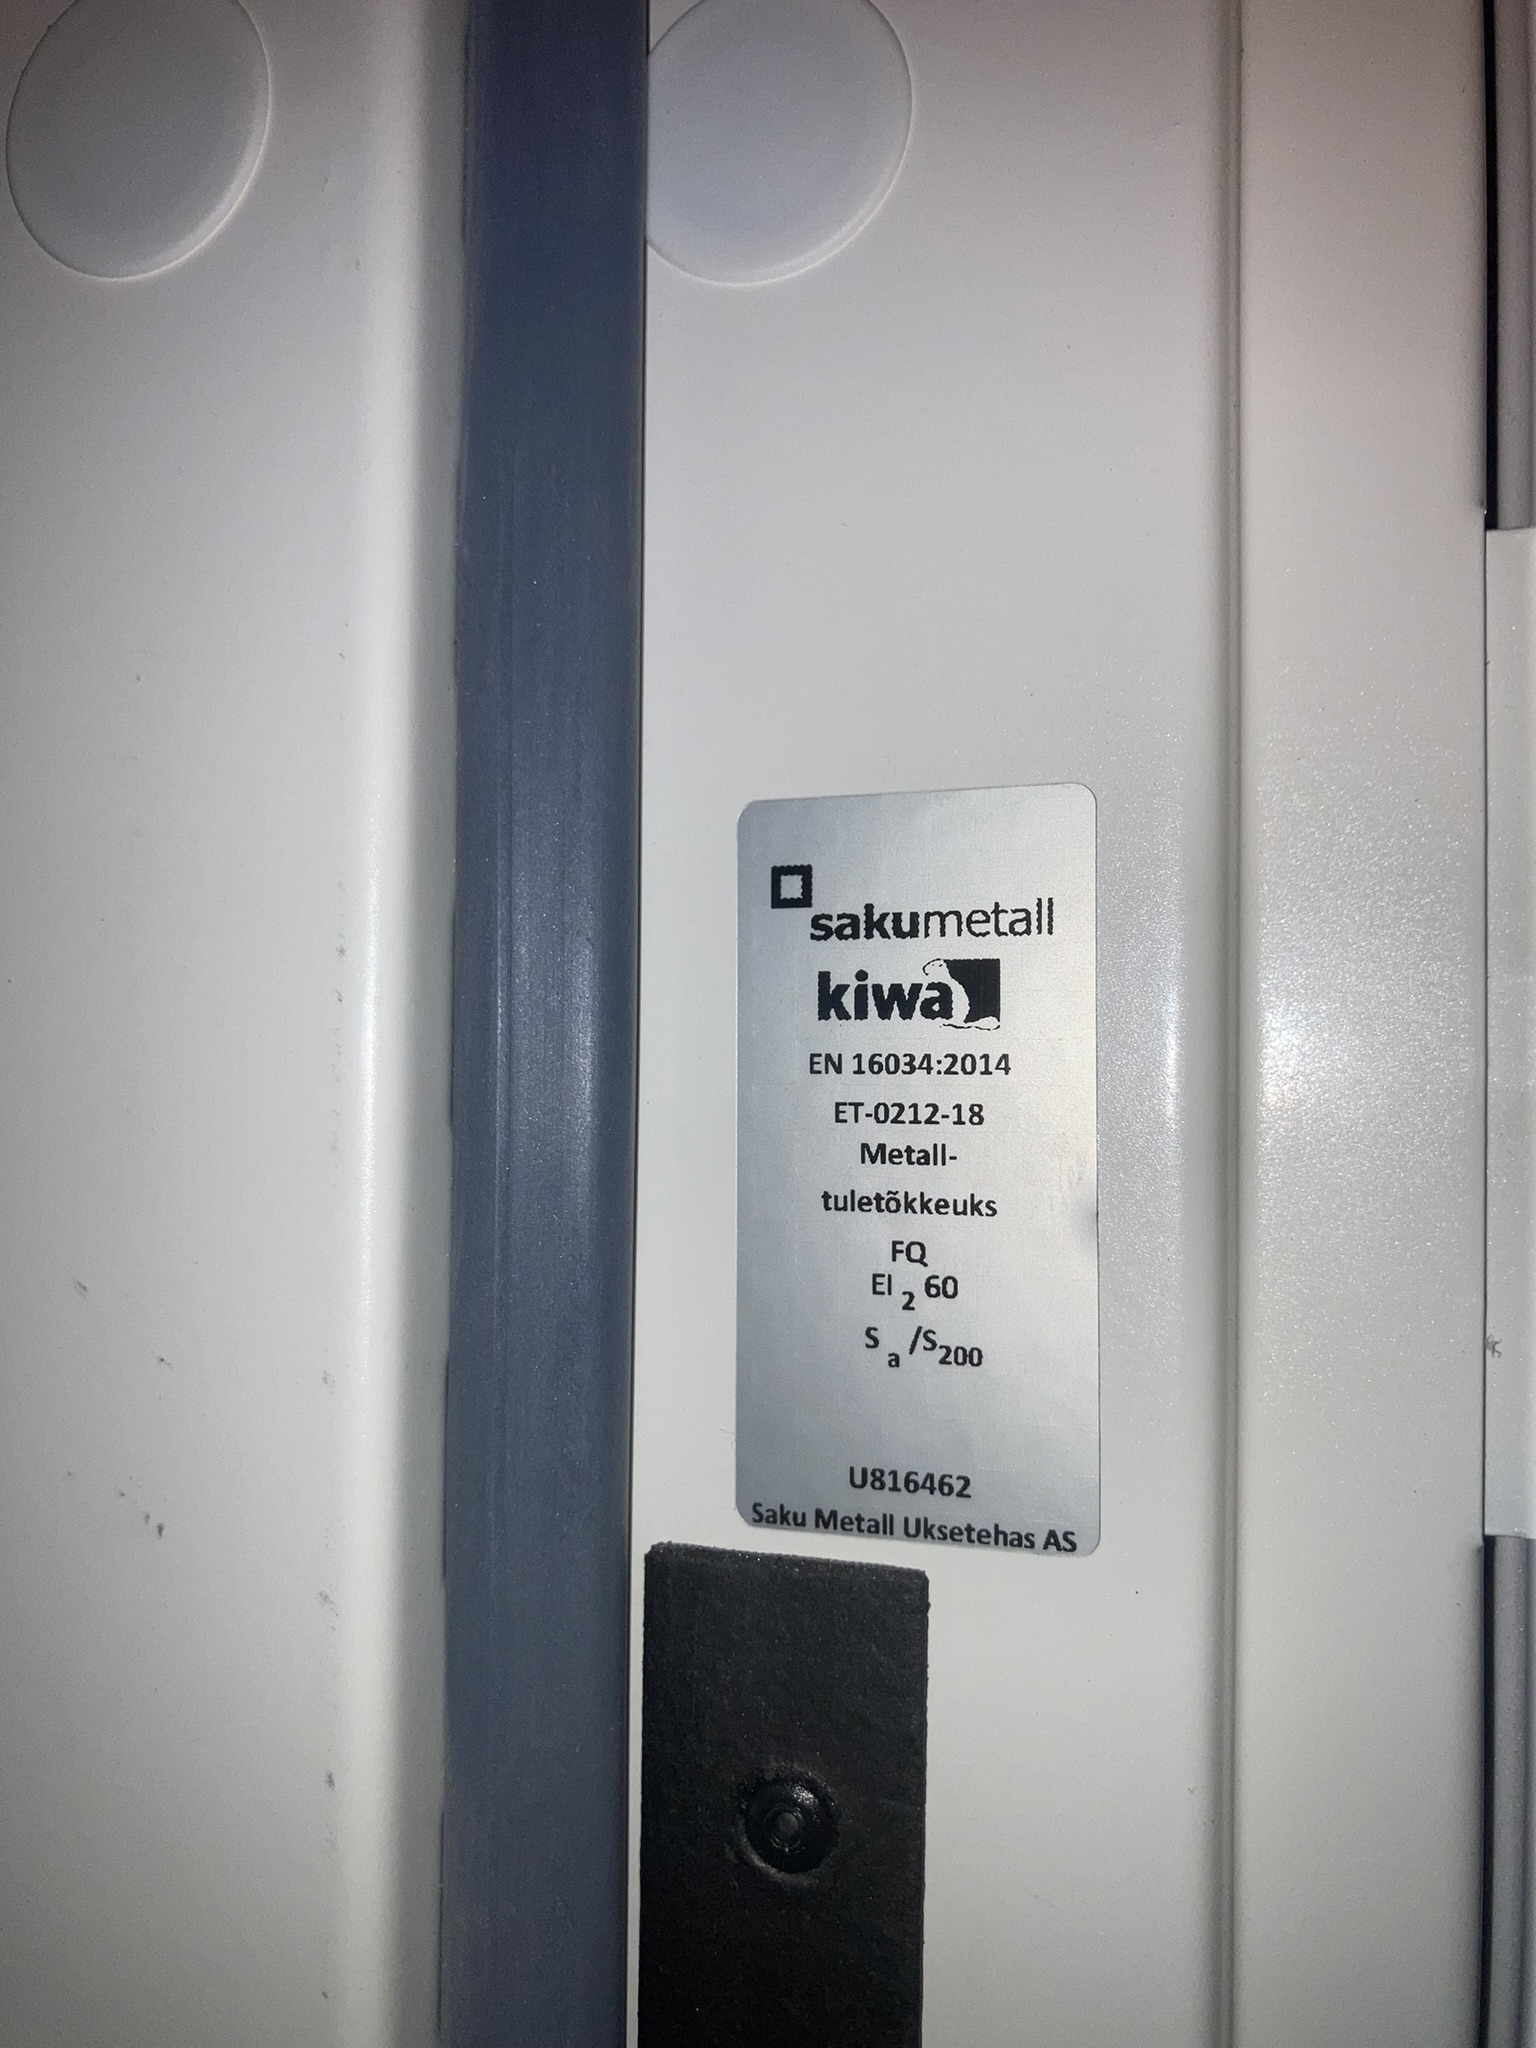 sakumetall
kiwa
EN 16034:2014
ET-0212-18
Metall-
tuletõkkeuks
FQ
EI 2 60
S a /S200
U816462
Saku Metall Uksetehas AS